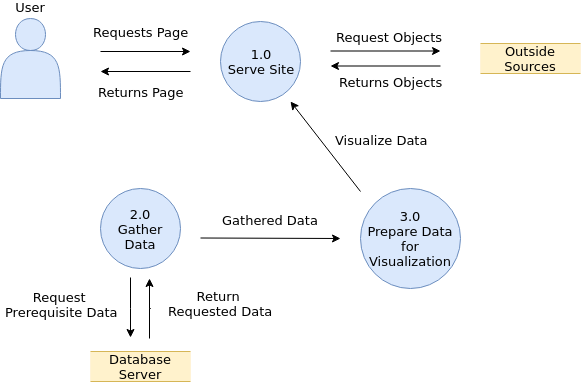 User
Requests Page
Returns Page
1.0
Serve Site
Request Objects
Returns Objects
Outside
Sources
Visualize Data
2.0
Gather
Data
Gathered Data
3.0
Prepare Data
for
Visualization
Request
Prerequisite Data
Return
Requested Data
Database
Server